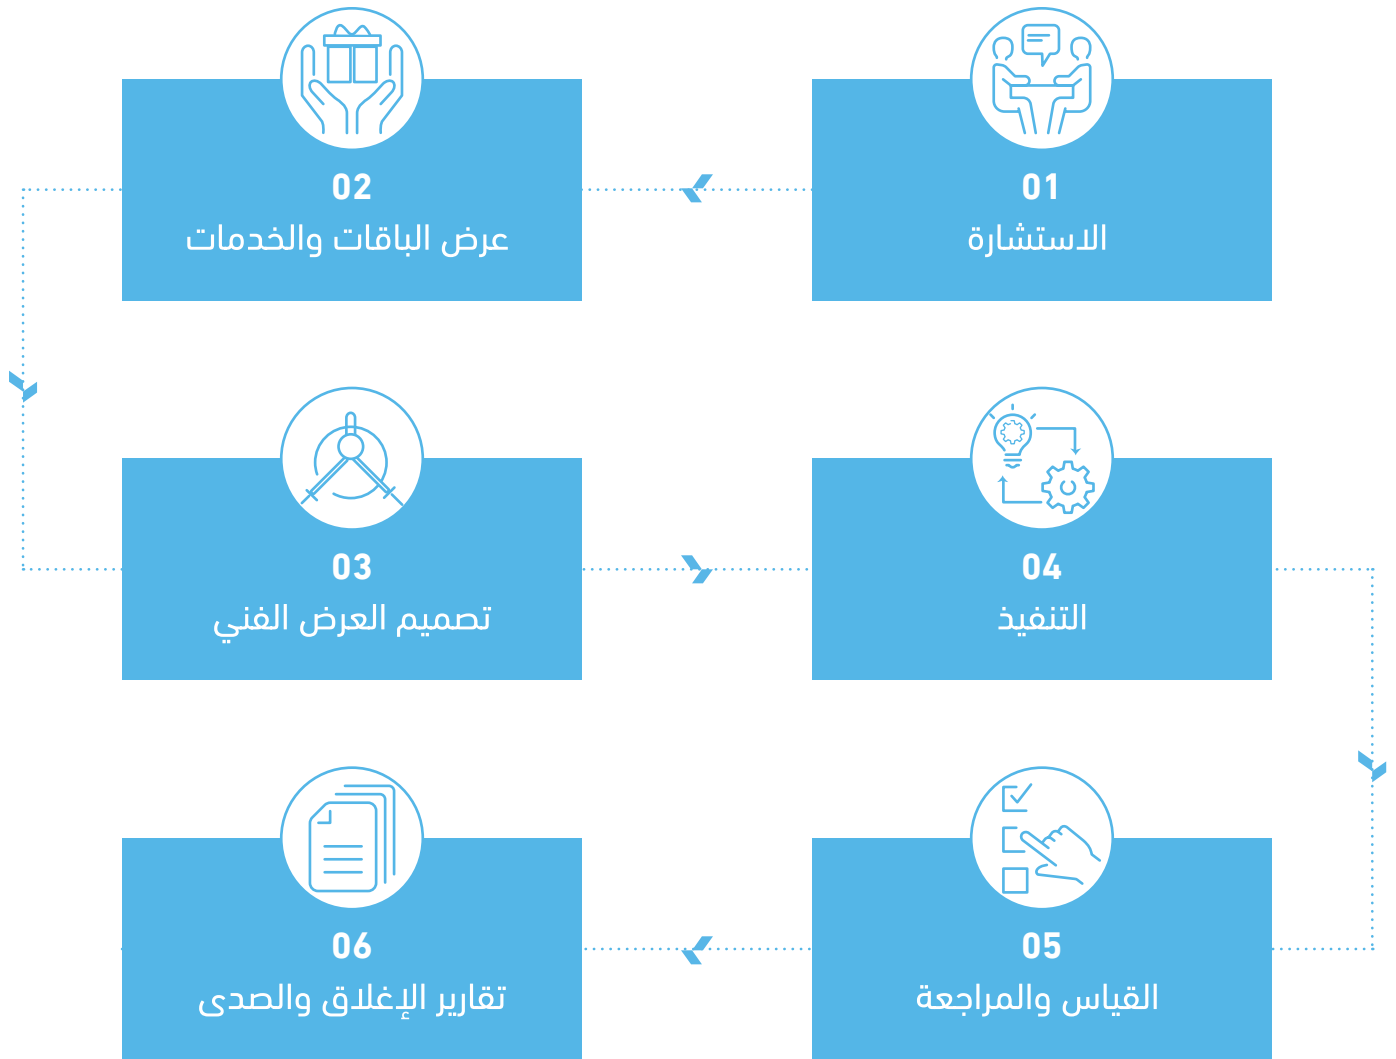 01
الاستشارة
02
عرض الباقات والخدمات
03
تصميم العرض الفني
04
التنفيذ
05
القياس والمراجعة
06
تقارير الإغلاق والصدى